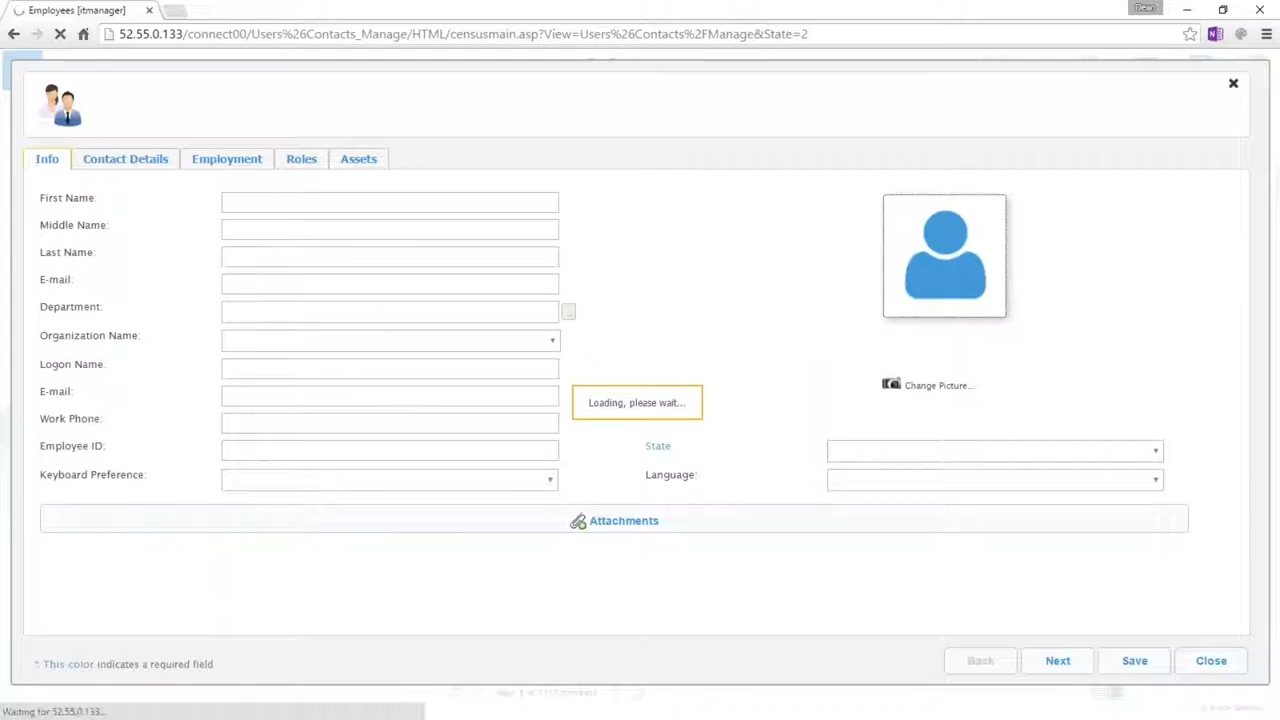 Employees [itmanager]
Dean
52.55.0.133/connect00/Users%26Contacts_Manage/HTML/censusmain.asp?View=Users%26Contacts%2FManage&State=2
Info
Contact Details
Employment
Roles
Assets
First Name:
Middle Name:
Last Name:
E-mail:
Department:
...
Organization Name:
Logon Name:
E-mail:
Loading, please wait...
Change Picture...
Work Phone:
Employee ID:
State
Keyboard Preference:
Language:
Attachments
* This color indicates a required field
Back
Next
Save
Close
Waiting for 52.55.0.133...